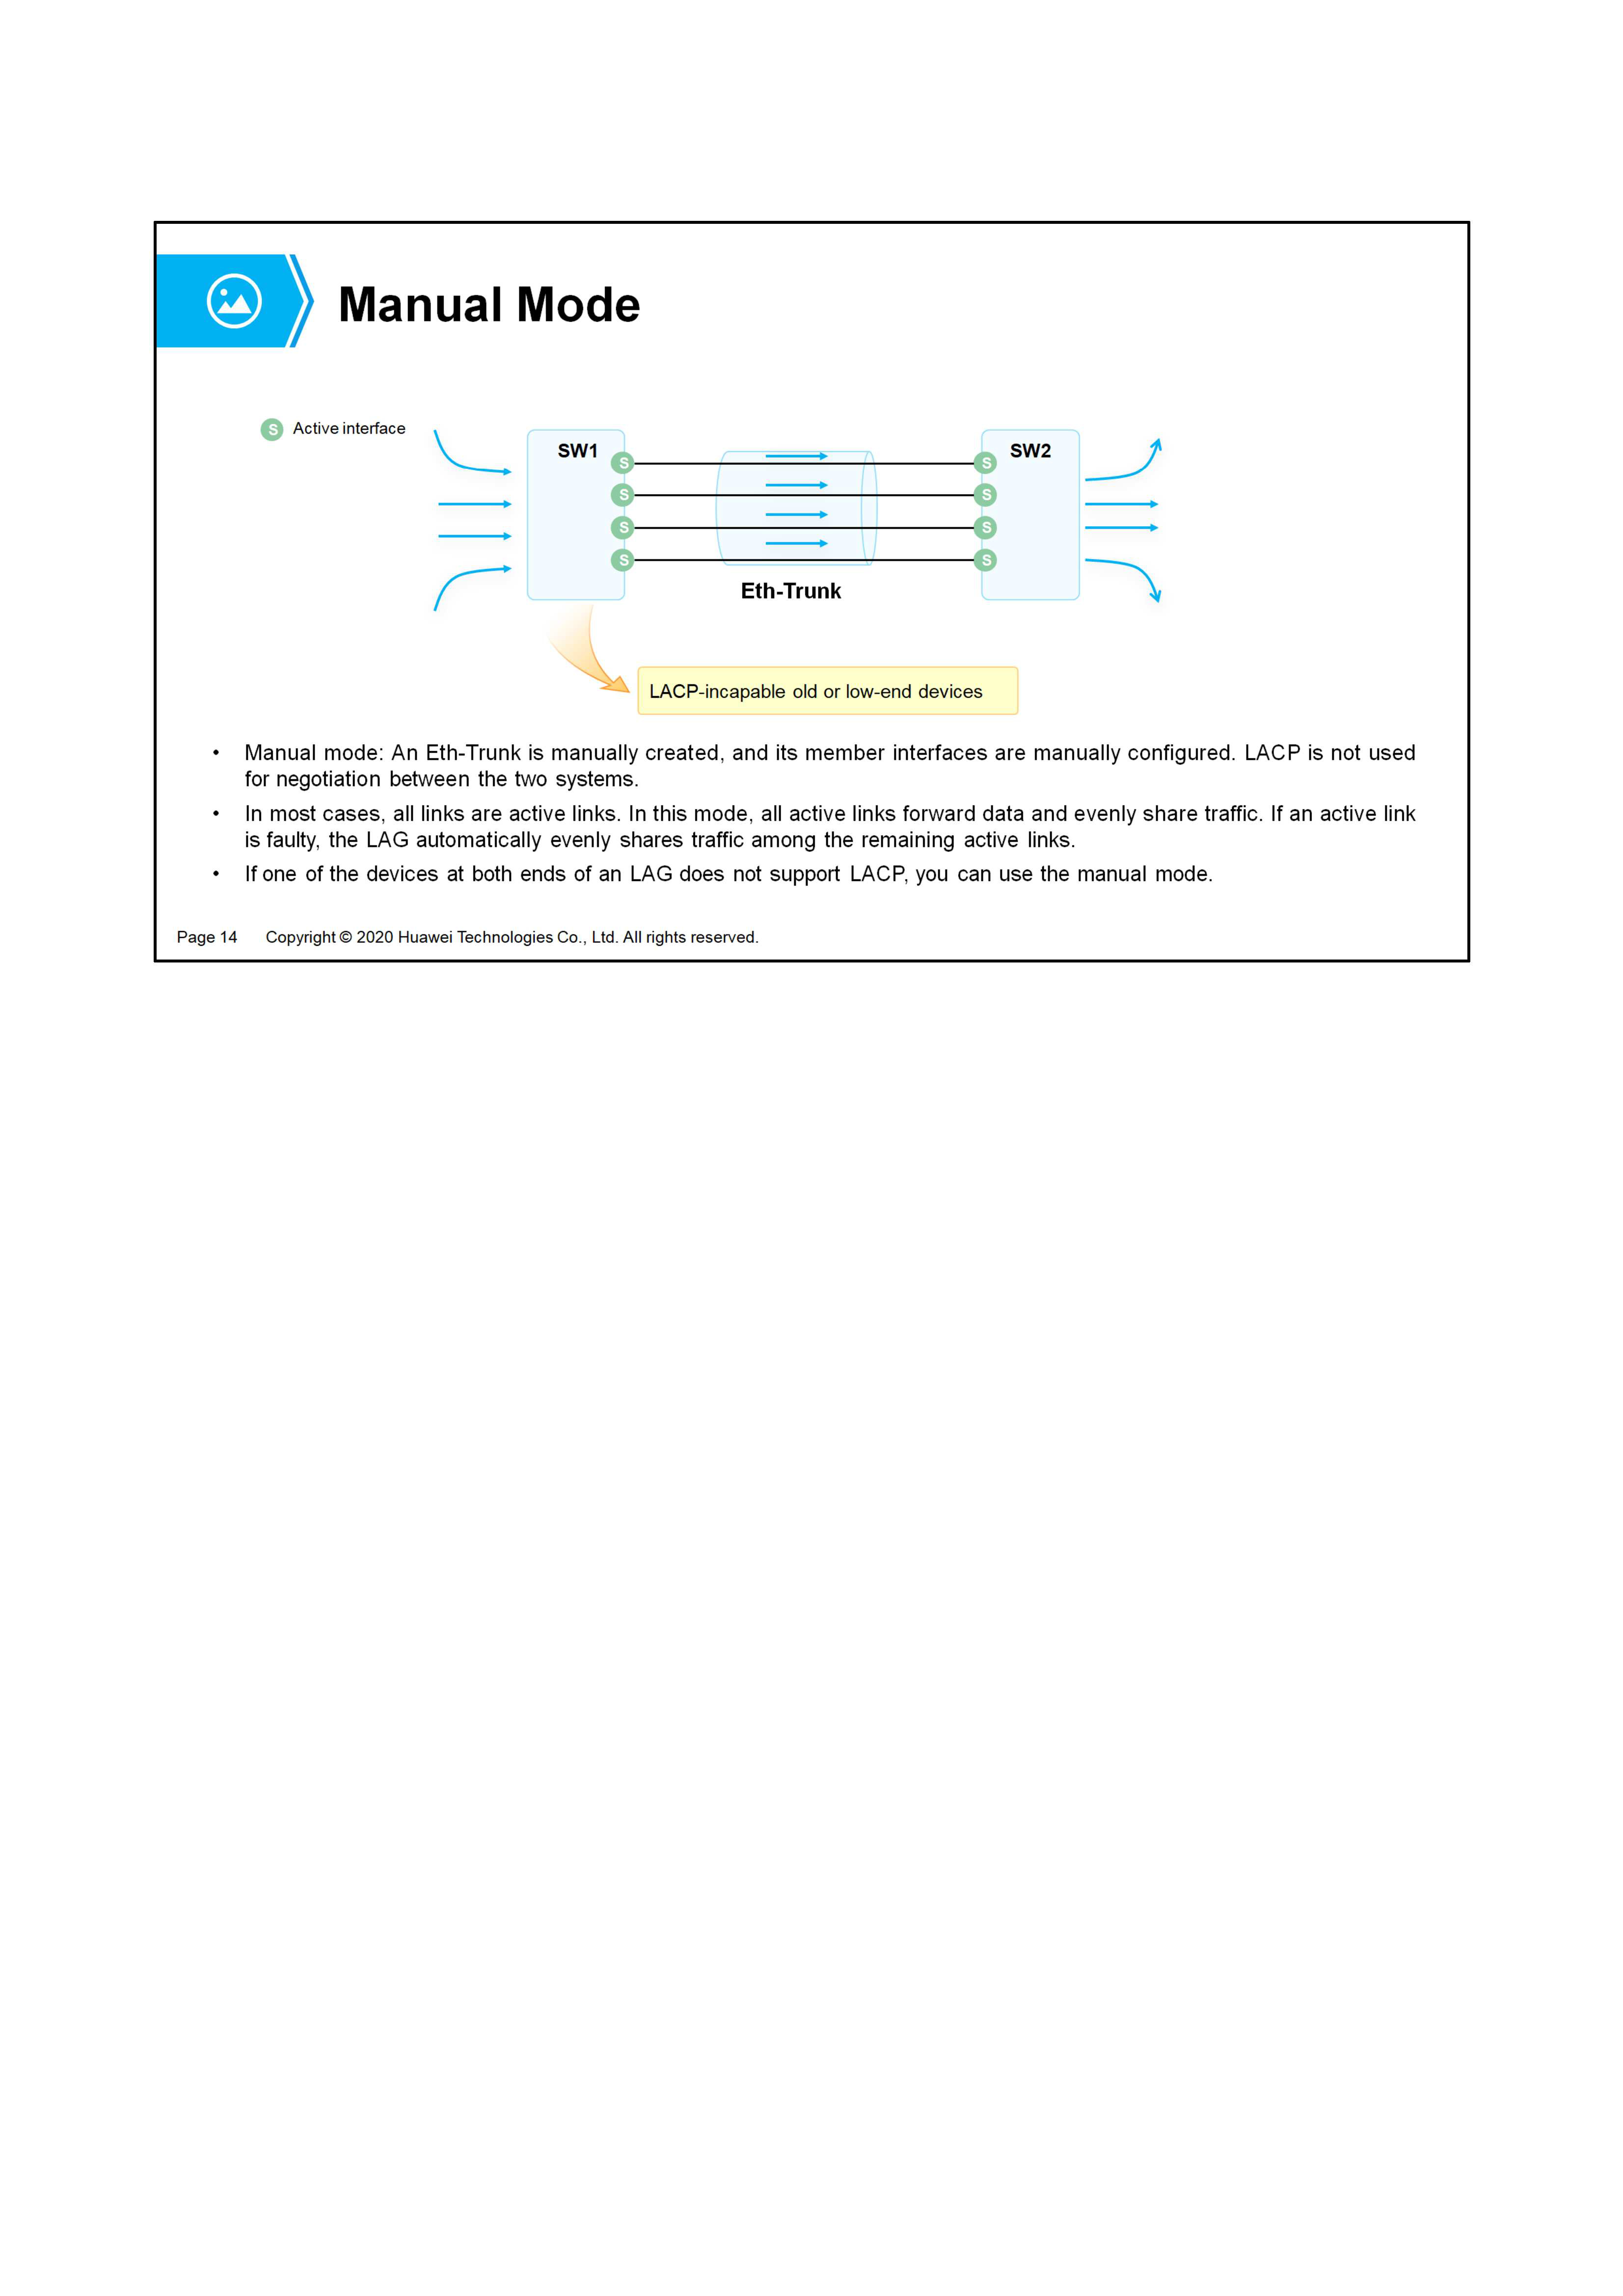 Manual Mode
S Active interface
SW1
SW2
S S
S S
S S
S S
Eth-Trunk
LACP-incapable old or low-end devices
• Manual mode: An Eth-Trunk is manually created, and its member interfaces are manually configured. LACP is not used
for negotiation between the two systems.
• In most cases, all links are active links. In this mode, all active links forward data and evenly share traffic. If an active link
is faulty, the LAG automatically evenly shares traffic among the remaining active links.
• If one of the devices at both ends of an LAG does not support LACP, you can use the manual mode.
Page 14 Copyright © 2020 Huawei Technologies Co., Ltd. All rights reserved.